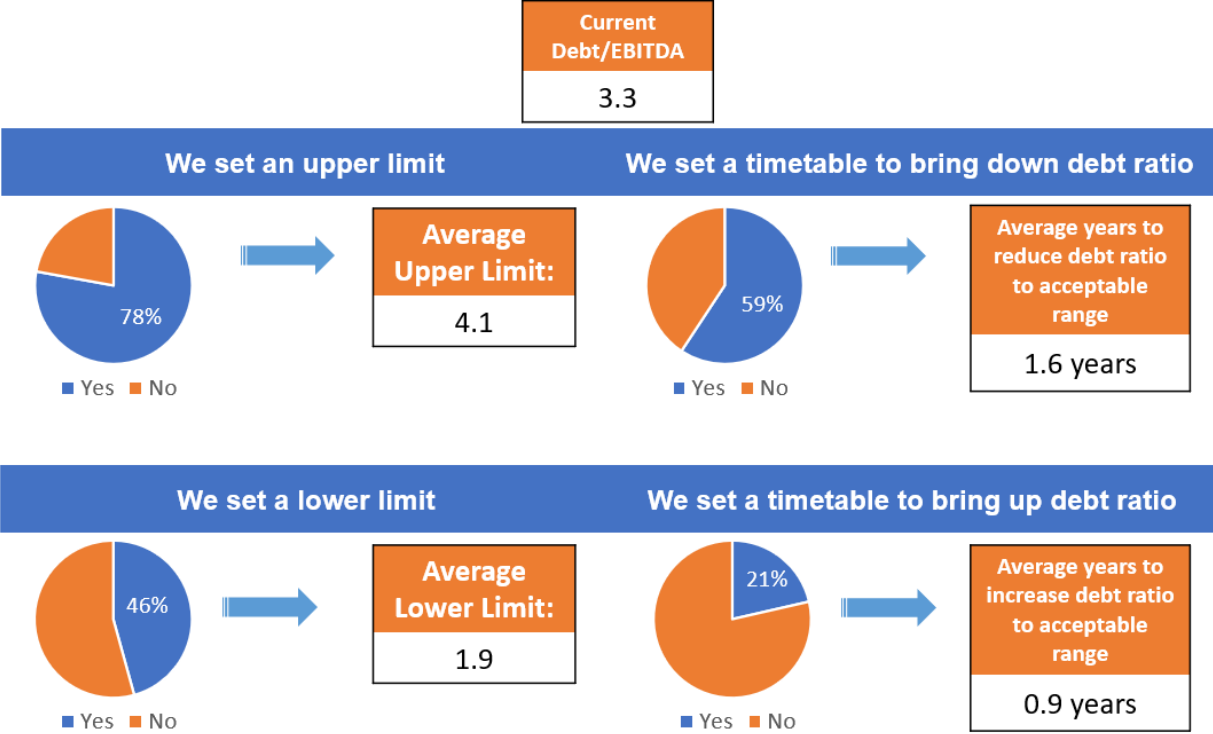 Current
Debt/EBITDA
3.3
We set an upper limit
We set a timetable to bring down debt ratio
78%
Yes No
Average
Upper Limit:
4.1
59%
Yes No
Average years to
reduce debt ratio
to acceptable
range
1.6 years
We set a lower limit
We set a timetable to bring up debt ratio
46%
Yes No
Average
Lower Limit:
1.9
21%
Yes No
Average years to
increase debt ratio
to acceptable
range
0.9 years